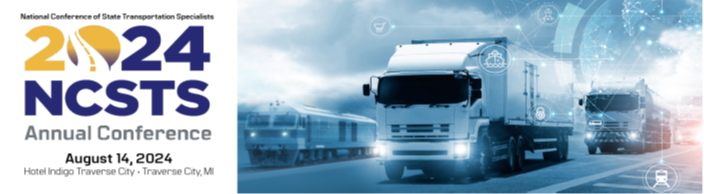 National Conference of State Transportation Specialists
2024
NCSTS
Annual Conference
August 14, 2024
Hotel Indigo Traverse City • Traverse City, MI